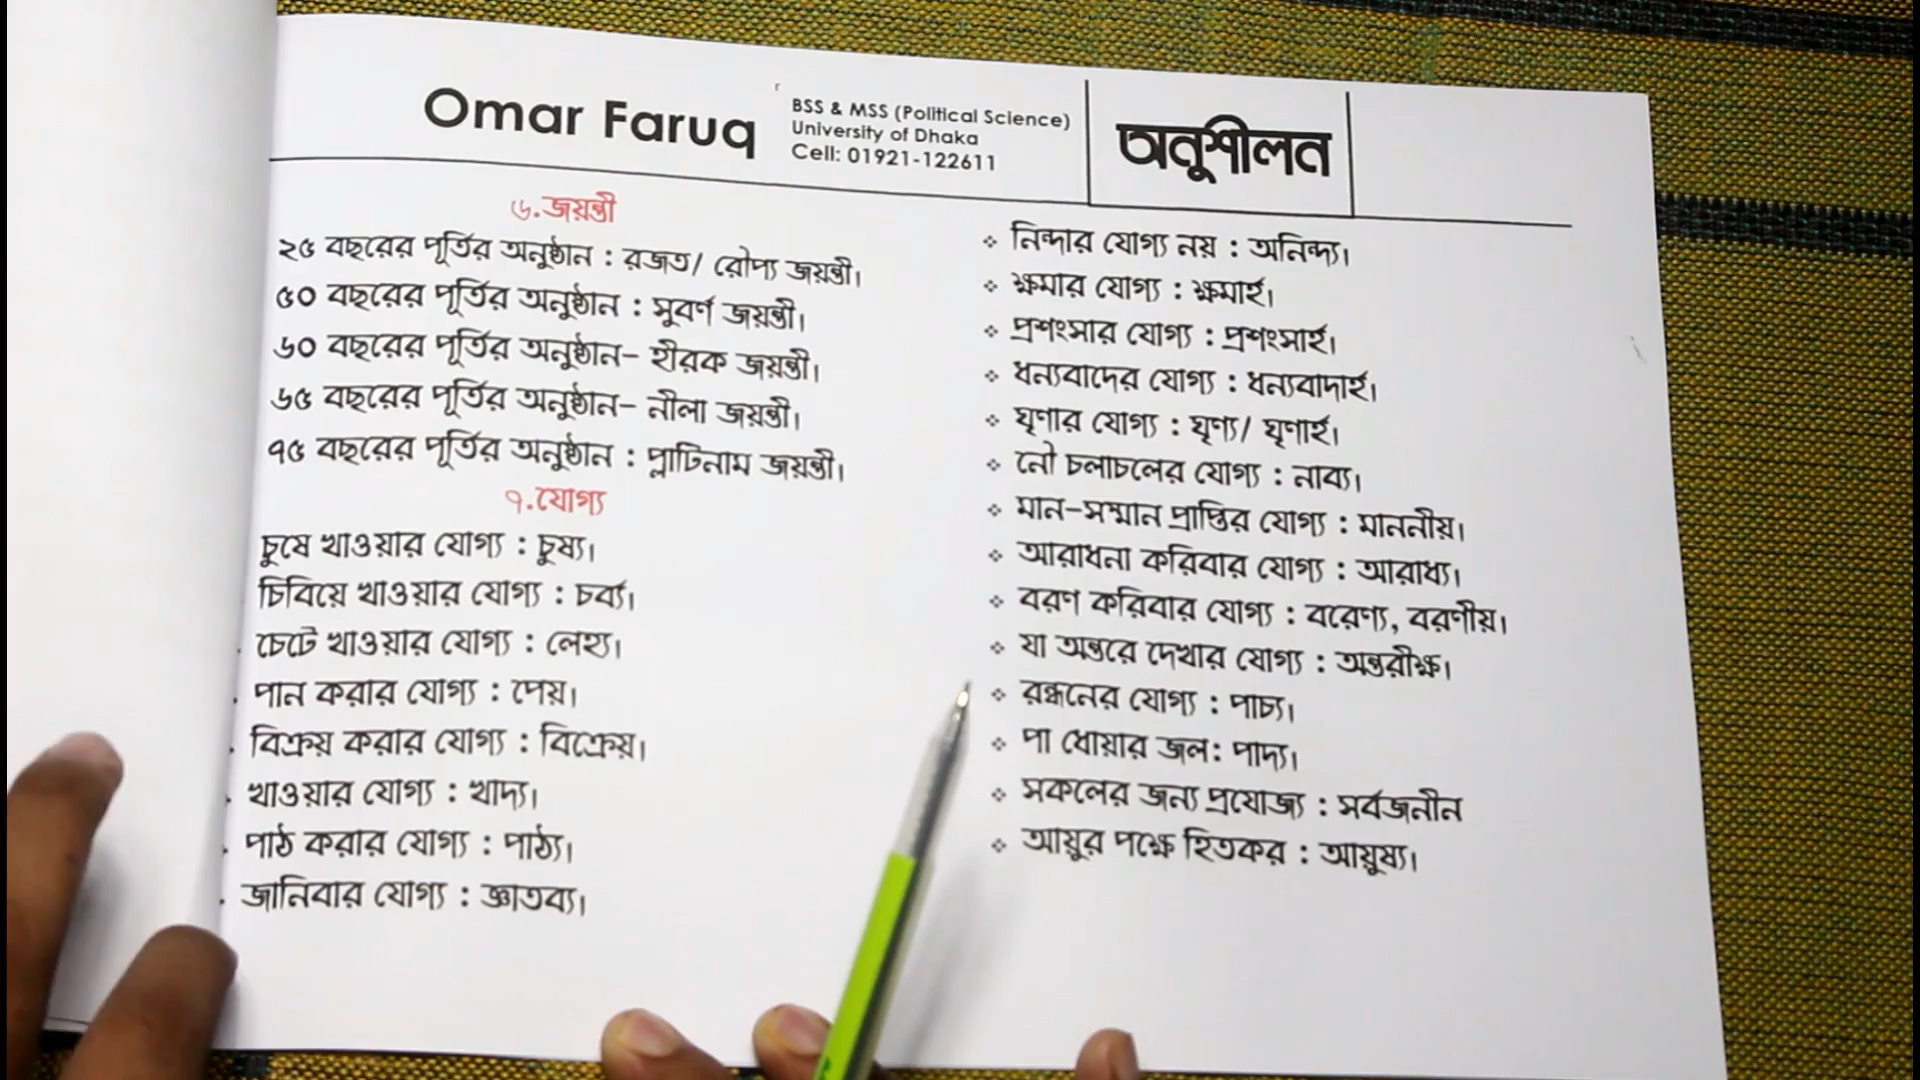 Omar Faruq
BSS & MSS (Political Science)
University of Dhaka
Cell: 01921-122611
অনুশীলন
৬.জয়ন্তী
২৫ বছরের পূর্তির অনুষ্ঠান : রজত/ রৌপ্য জয়ন্তী।
৫০ বছরের পূর্তির অনুষ্ঠান : সুবর্ণ জয়ন্তী।
৬০ বছরের পূর্তির অনুষ্ঠান- হীরক জয়ন্তী।
৬৫ বছরের পূর্তির অনুষ্ঠান- নীলা জয়ন্তী।
৭৫ বছরের পূর্তির অনুষ্ঠান : প্লাটিনাম জয়ন্তী।
৭.যোগ্য
চুষে খাওয়ার যোগ্য : চুষ্য।
চিবিয়ে খাওয়ার যোগ্য : চর্ব্য।
চেটে খাওয়ার যোগ্য : লেহ্য।
পান করার যোগ্য : পেয়।
বিক্রয় করার যোগ্য : বিক্রেয়।
খাওয়ার যোগ্য : খাদ্য।
পাঠ করার যোগ্য : পাঠ্য।
জানিবার যোগ্য : জ্ঞাতব্য।
❖ নিন্দার যোগ্য নয় : অনিন্দ্য।
❖ ক্ষমার যোগ্য : ক্ষমার্হ।
❖ প্রশংসার যোগ্য : প্রশংসার্হ।
❖ ধন্যবাদের যোগ্য : ধন্যবাদার্হ।
❖ ঘৃণার যোগ্য : ঘৃণ্য/ ঘৃণার্হ।
❖ নৌ চলাচলের যোগ্য : নাব্য।
❖ মান-সম্মান প্রাপ্তির যোগ্য : মাননীয়।
❖ আরাধনা করিবার যোগ্য : আরাধ্য।
❖ বরণ করিবার যোগ্য : বরেণ্য, বরণীয়।
❖ যা অন্তরে দেখার যোগ্য : অন্তরীক্ষ।
❖ রন্ধনের যোগ্য : পাচ্য।
❖ পা ধোয়ার জল: পাদ্য।
❖ সকলের জন্য প্রযোজ্য : সর্বজনীন
❖ আয়ুর পক্ষে হিতকর : আয়ুষ্য।